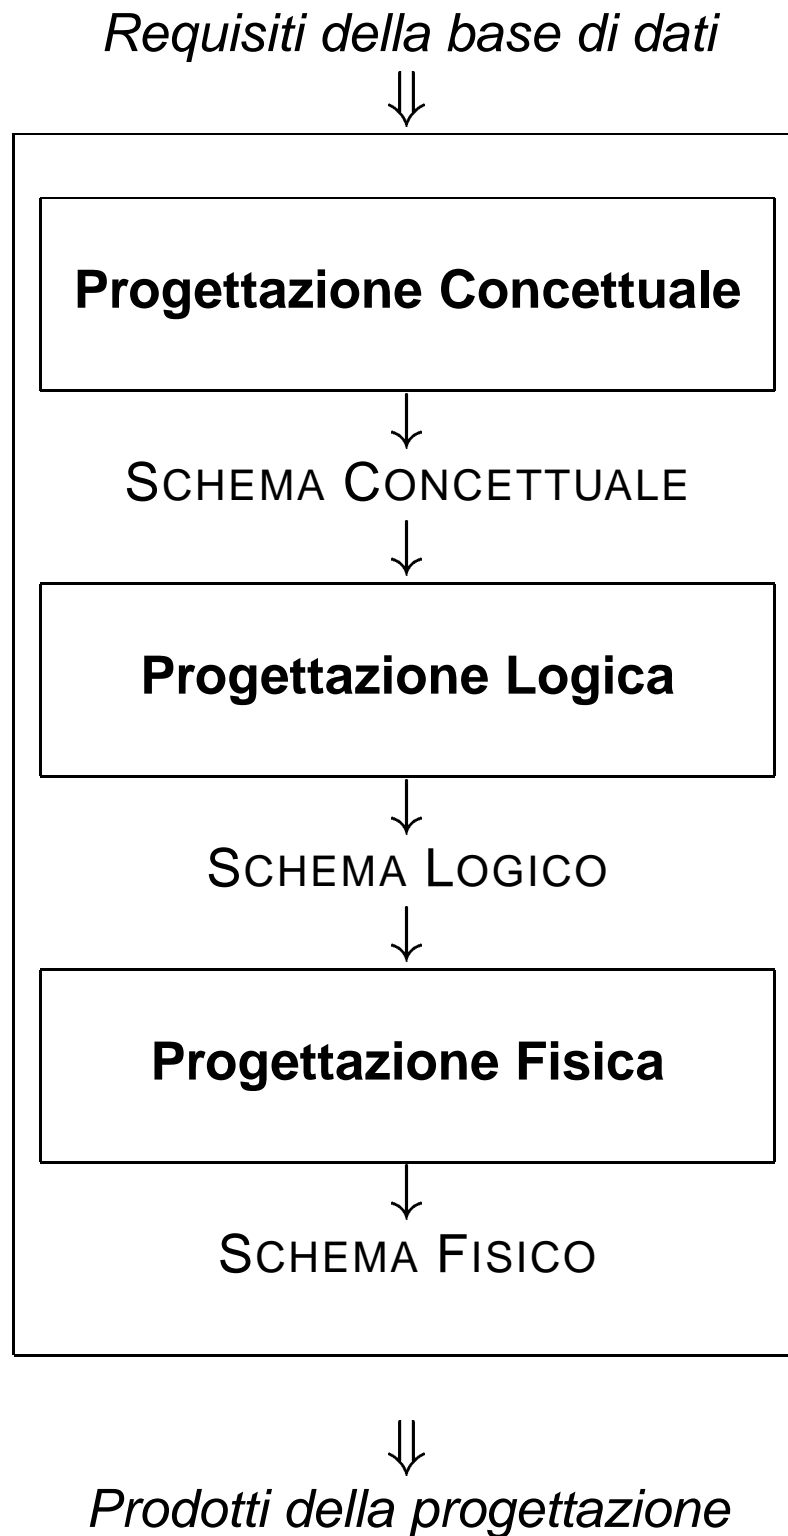 Requisiti della base di dati
Progettazione Concettuale
SCHEMA CONCETTUALE
Progettazione Logica
SCHEMA LOGICO
Progettazione Fisica
SCHEMA FISICO
Prodotti della progettazione